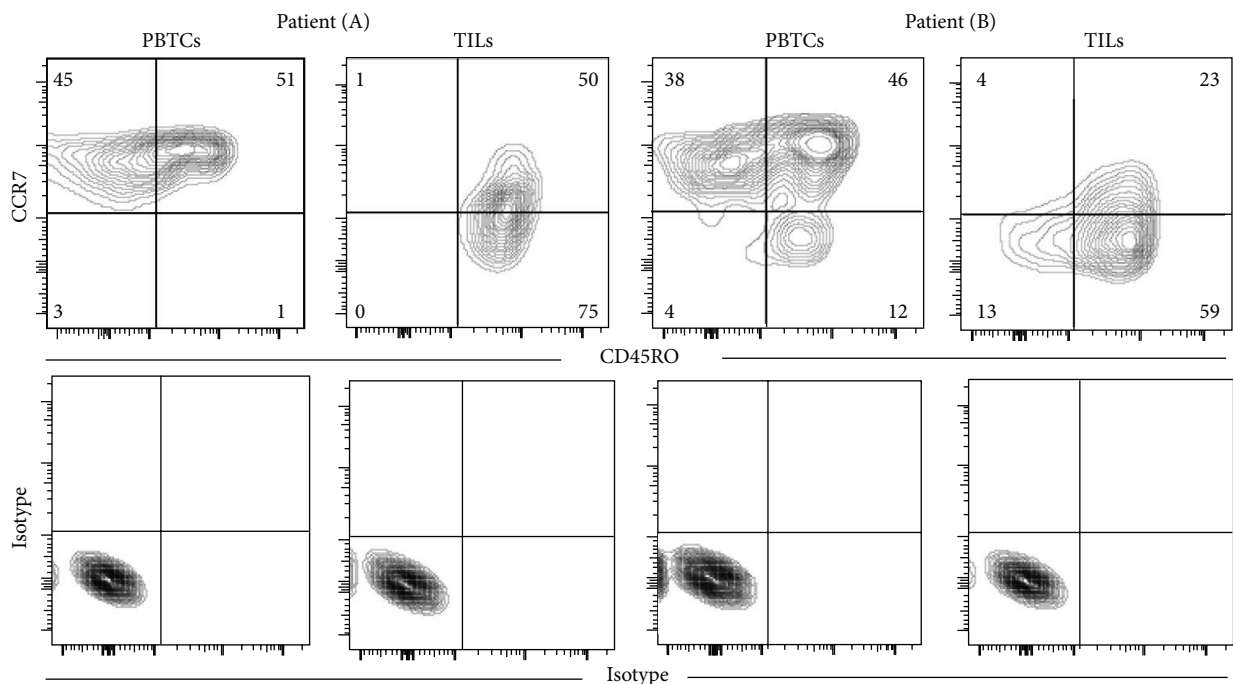 Patient (A)
Patient (B)
PBTCs
TILs
PBTCs
TILs
45
51
1
50
38
46
4
23
CCR7
3
1
0
75
4
12
13
59
CD45RO
Isotype
Isotype